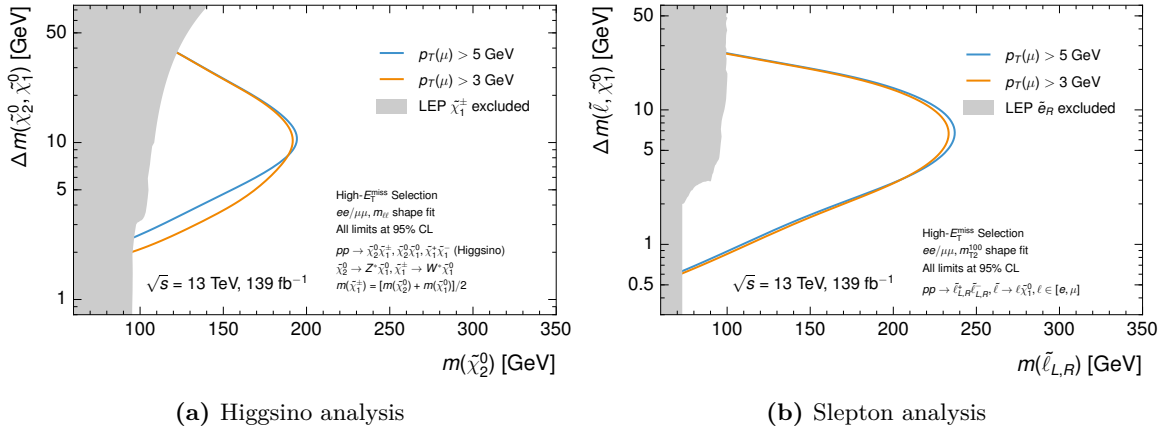 Δm(χ̃⁰₂, χ̃⁰₁) [GeV]
50
10
5
1
p_T(μ) > 5 GeV
p_T(μ) > 3 GeV
LEP χ̃±₁ excluded
High-E_T^miss Selection
ee/μμ, m_ℓℓ shape fit
All limits at 95% CL
pp → χ̃⁰₂χ̃±₁, χ̃⁰₂χ̃⁰₁, χ̃⁺₁χ̃⁻₁ (Higgsino)
χ̃⁰₂ → Z*χ̃⁰₁, χ̃±₁ → W*χ̃⁰₁
m(χ̃±₁) = [m(χ̃⁰₂) + m(χ̃⁰₁)]/2
√s = 13 TeV, 139 fb⁻¹
100 150 200 250 300 350
m(χ̃⁰₂) [GeV]
(a) Higgsino analysis
Δm(ℓ̃, χ̃⁰₁) [GeV]
50
10
5
1
0.5
p_T(μ) > 5 GeV
p_T(μ) > 3 GeV
LEP ẽ_R excluded
High-E_T^miss Selection
ee/μμ, m_T2^100 shape fit
All limits at 95% CL
pp → ℓ̃⁺_L,R ℓ̃⁻_L,R, ℓ̃ → ℓχ̃⁰₁, ℓ ∈ [e, μ]
√s = 13 TeV, 139 fb⁻¹
100 150 200 250 300 350
m(ℓ̃_L,R) [GeV]
(b) Slepton analysis